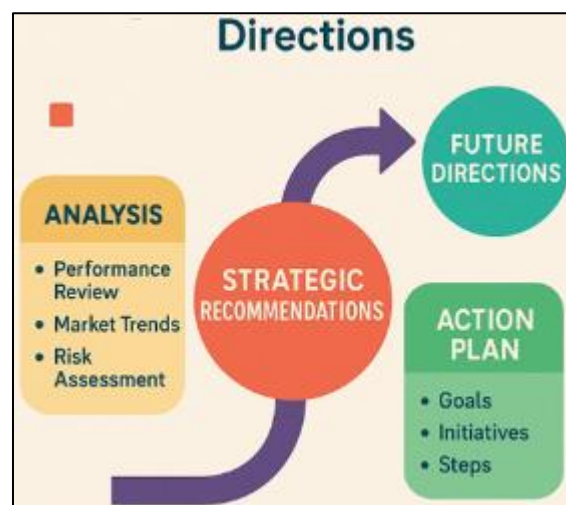 Directions
FUTURE
DIRECTIONS
ANALYSIS
• Performance
Review
• Market Trends
• Risk
Assessment
STRATEGIC
RECOMMENDATIONS
ACTION
PLAN
• Goals
• Initiatives
• Steps